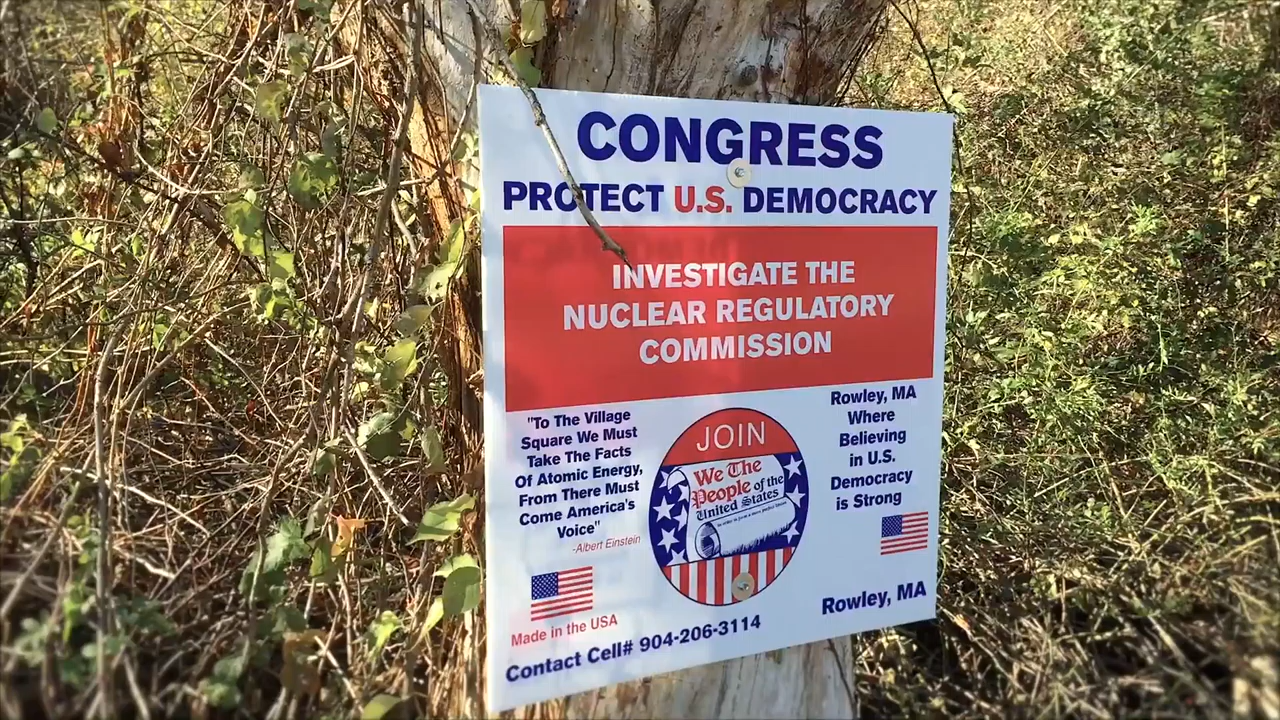 CONGRESS
PROTECT U.S. DEMOCRACY
INVESTIGATE THE
NUCLEAR REGULATORY
COMMISSION
"To The Village
Square We Must
Take The Facts
Of Atomic Energy,
From There Must
Come America's
Voice"
-Albert Einstein
Made in the USA
Contact Cell# 904-206-3114
JOIN
We The
People of the
United States
Rowley, MA
Where
Believing
in U.S.
Democracy
is Strong
Rowley, MA